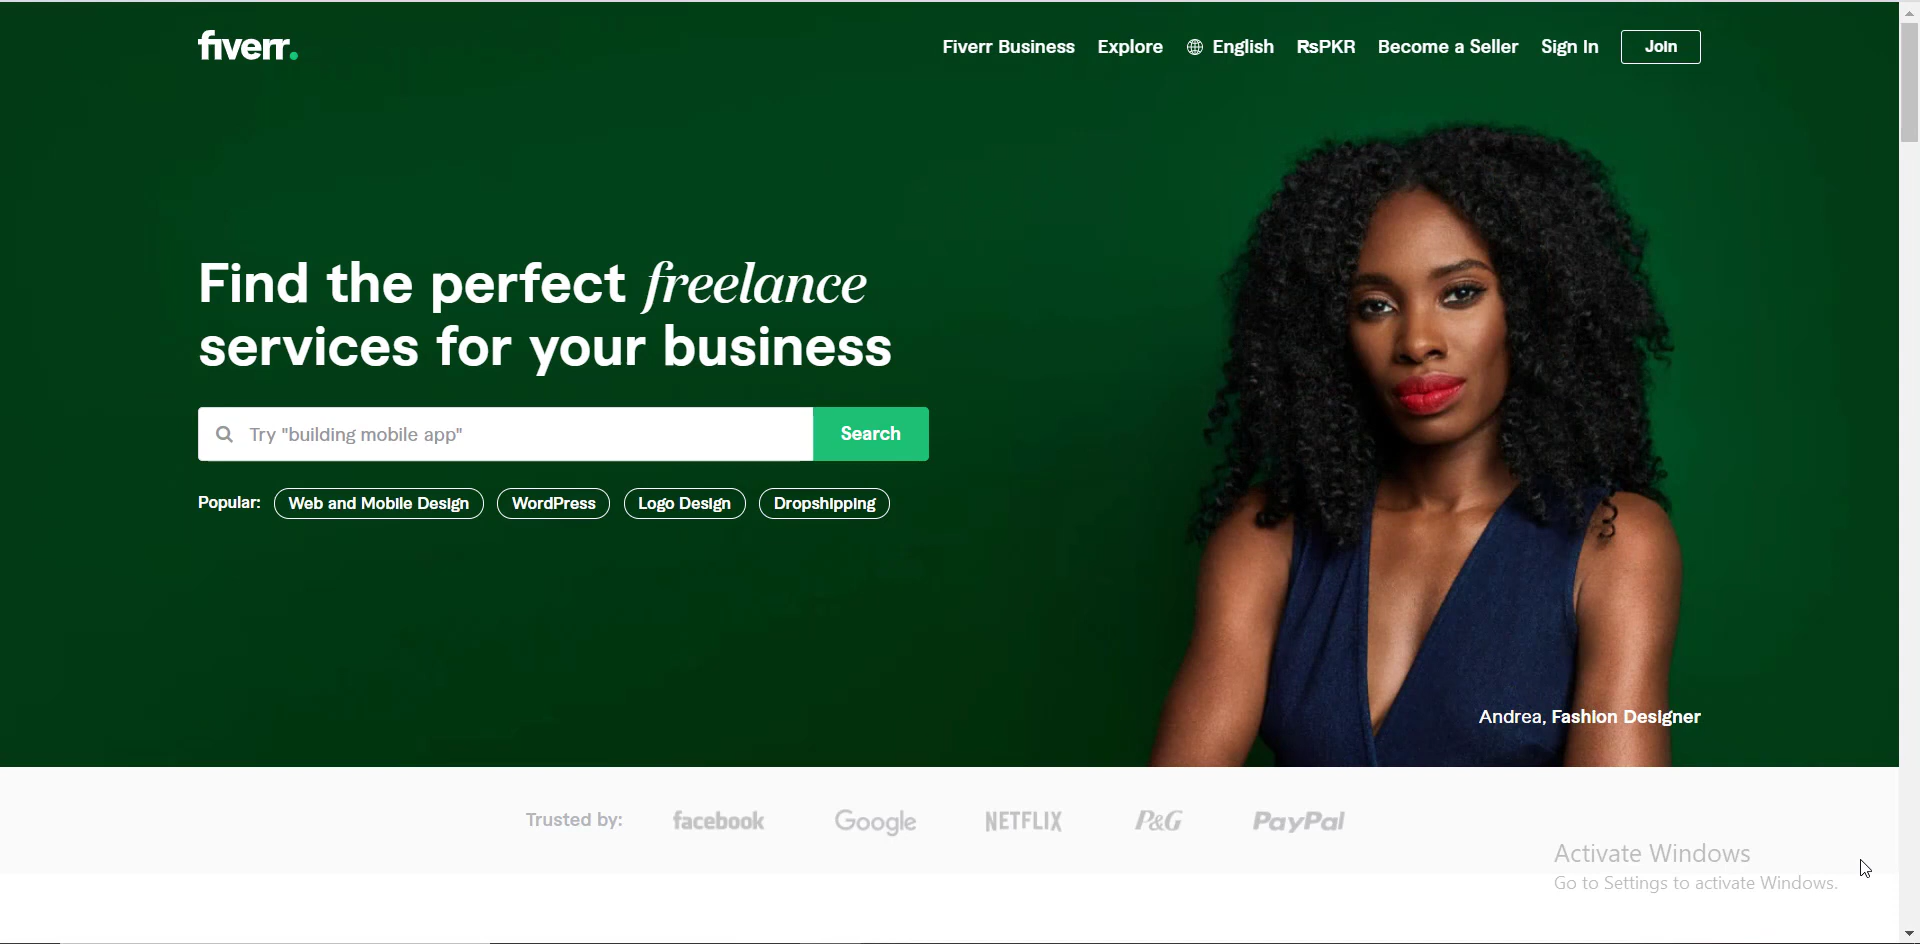 fiverr.
Fiverr Business Explore English RsPKR Become a Seller Sign In Join
Find the perfect freelance
services for your business
Try "building mobile app" Search
Popular: Web and Mobile Design WordPress Logo Design Dropshipping
Andrea, Fashion Designer
Trusted by: facebook Google NETFLIX P&G PayPal
Activate Windows
Go to Settings to activate Windows.